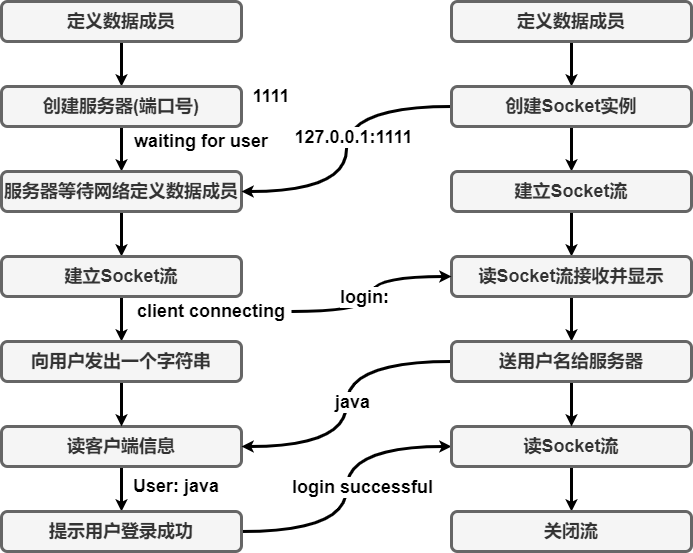 定义数据成员
定义数据成员
创建服务器(端口号)
1111
创建Socket实例
waiting for user
127.0.0.1:1111
服务器等待网络定义数据成员
建立Socket流
建立Socket流
读Socket流接收并显示
client connecting
login:
向用户发出一个字符串
送用户名给服务器
java
读客户端信息
读Socket流
User: java
login successful
提示用户登录成功
关闭流